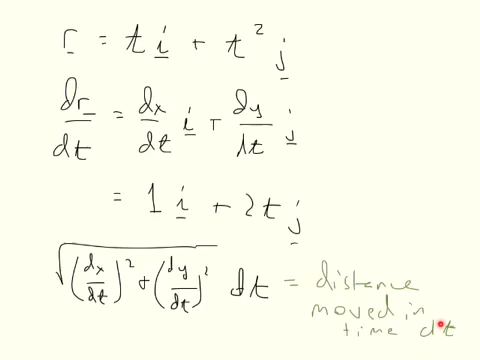 r = t i + t² j
dr/dt = dx/dt i + dy/dt j
= 1 i + 2t j
√((dx/dt)² + (dy/dt)²) dt = distance
moved in
time dt